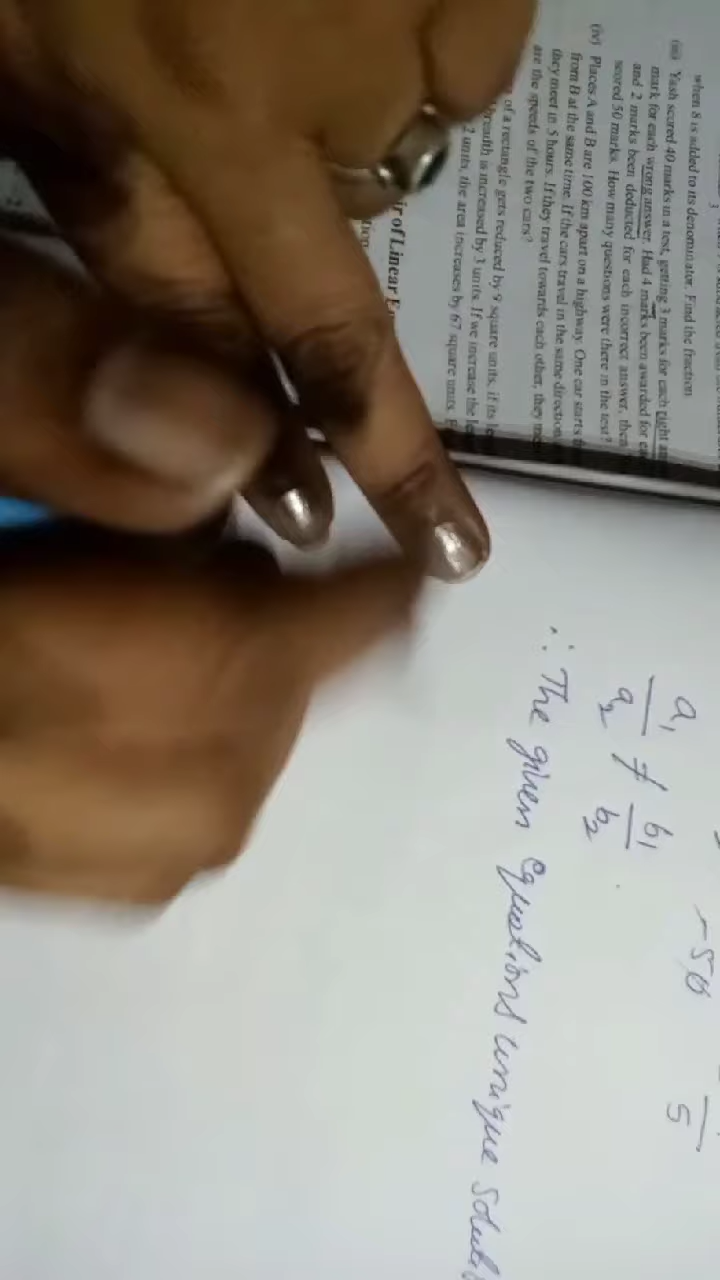 when 8 is added to its denominator. Find the fraction
(iii) Yash scored 40 marks in a test, getting 3 marks for each right
mark for each wrong answer. Had 4 marks been awarded for
and 2 marks been deducted for each incorrect answer, then
scored 50 marks. How many questions were there in the test?
(iv) Places A and B are 100 km apart on a highway. One car starts
from B at the same time. If the cars travel in the same direction
they meet in 5 hours. If they travel towards each other, they
are the speeds of the two cars?
of a rectangle gets reduced by 9 square units, if its
breadth is increased by 3 units. If we increase the
2 units, the area increases by 67 square units.
ir of Linear
-50
5
a₁/a₂ ≠ b₁/b₂
∴ The given equations unique